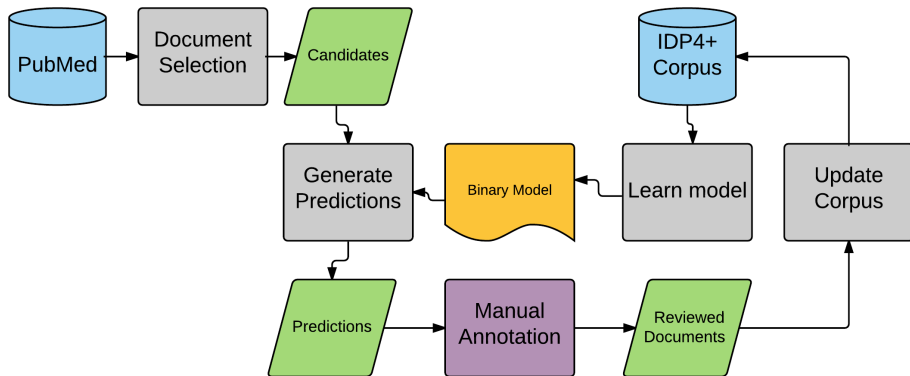 PubMed
Document
Selection
Candidates
IDP4+
Corpus
Generate
Predictions
Binary Model
Learn model
Update
Corpus
Predictions
Manual
Annotation
Reviewed
Documents